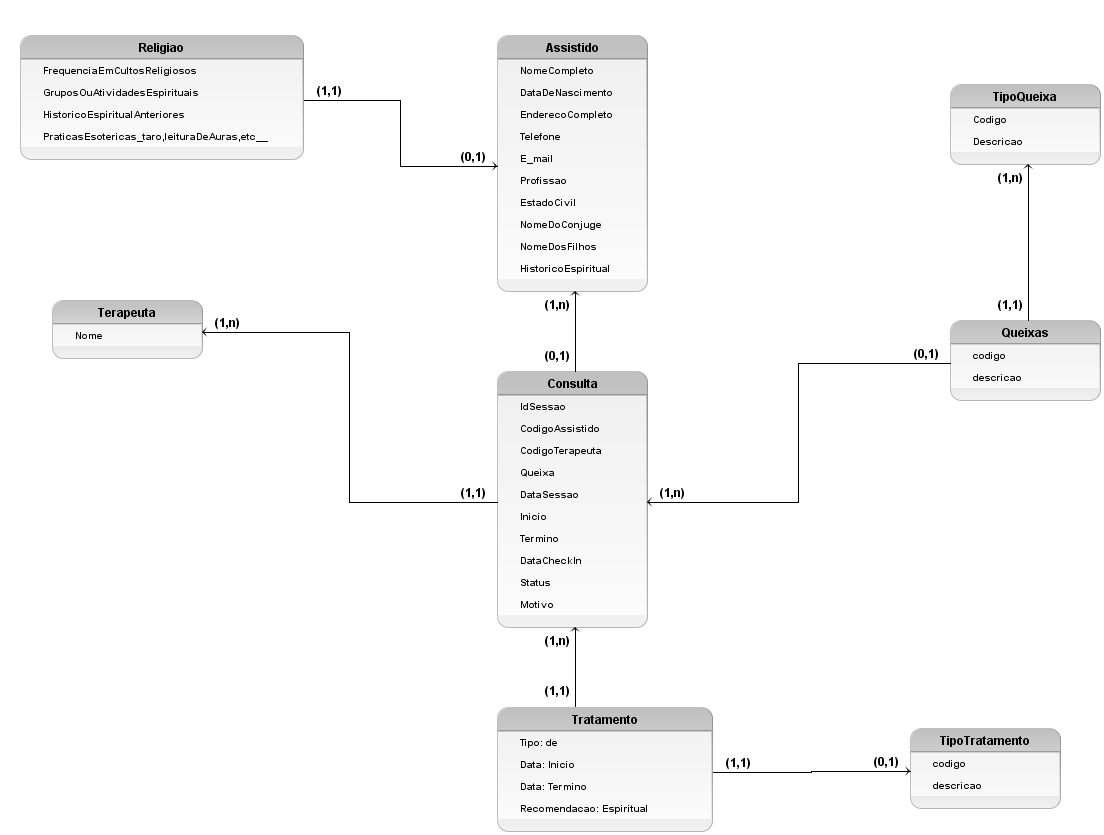 Religiao
FrequenciaEmCultosReligiosos
GruposOuAtividadesEspirituais
HistoricoEspiritualAnteriores
PraticasEsotericas_taro,leituraDeAuras,etc__
(1,1)
(0,1)
Assistido
NomeCompleto
DataDeNascimento
EnderecoCompleto
Telefone
E_mail
Profissao
EstadoCivil
NomeDoConjuge
NomeDosFilhos
HistoricoEspiritual
TipoQueixa
Codigo
Descricao
(1,n)
(1,1)
Queixas
codigo
descricao
(0,1)
(1,n)
Terapeuta
Nome
(1,n)
(1,1)
(1,n)
(0,1)
Consulta
IdSessao
CodigoAssistido
CodigoTerapeuta
Queixa
DataSessao
Inicio
Termino
DataCheckIn
Status
Motivo
(1,n)
(1,1)
Tratamento
Tipo: de
Data: Inicio
Data: Termino
Recomendacao: Espiritual
(1,1)
(0,1)
TipoTratamento
codigo
descricao